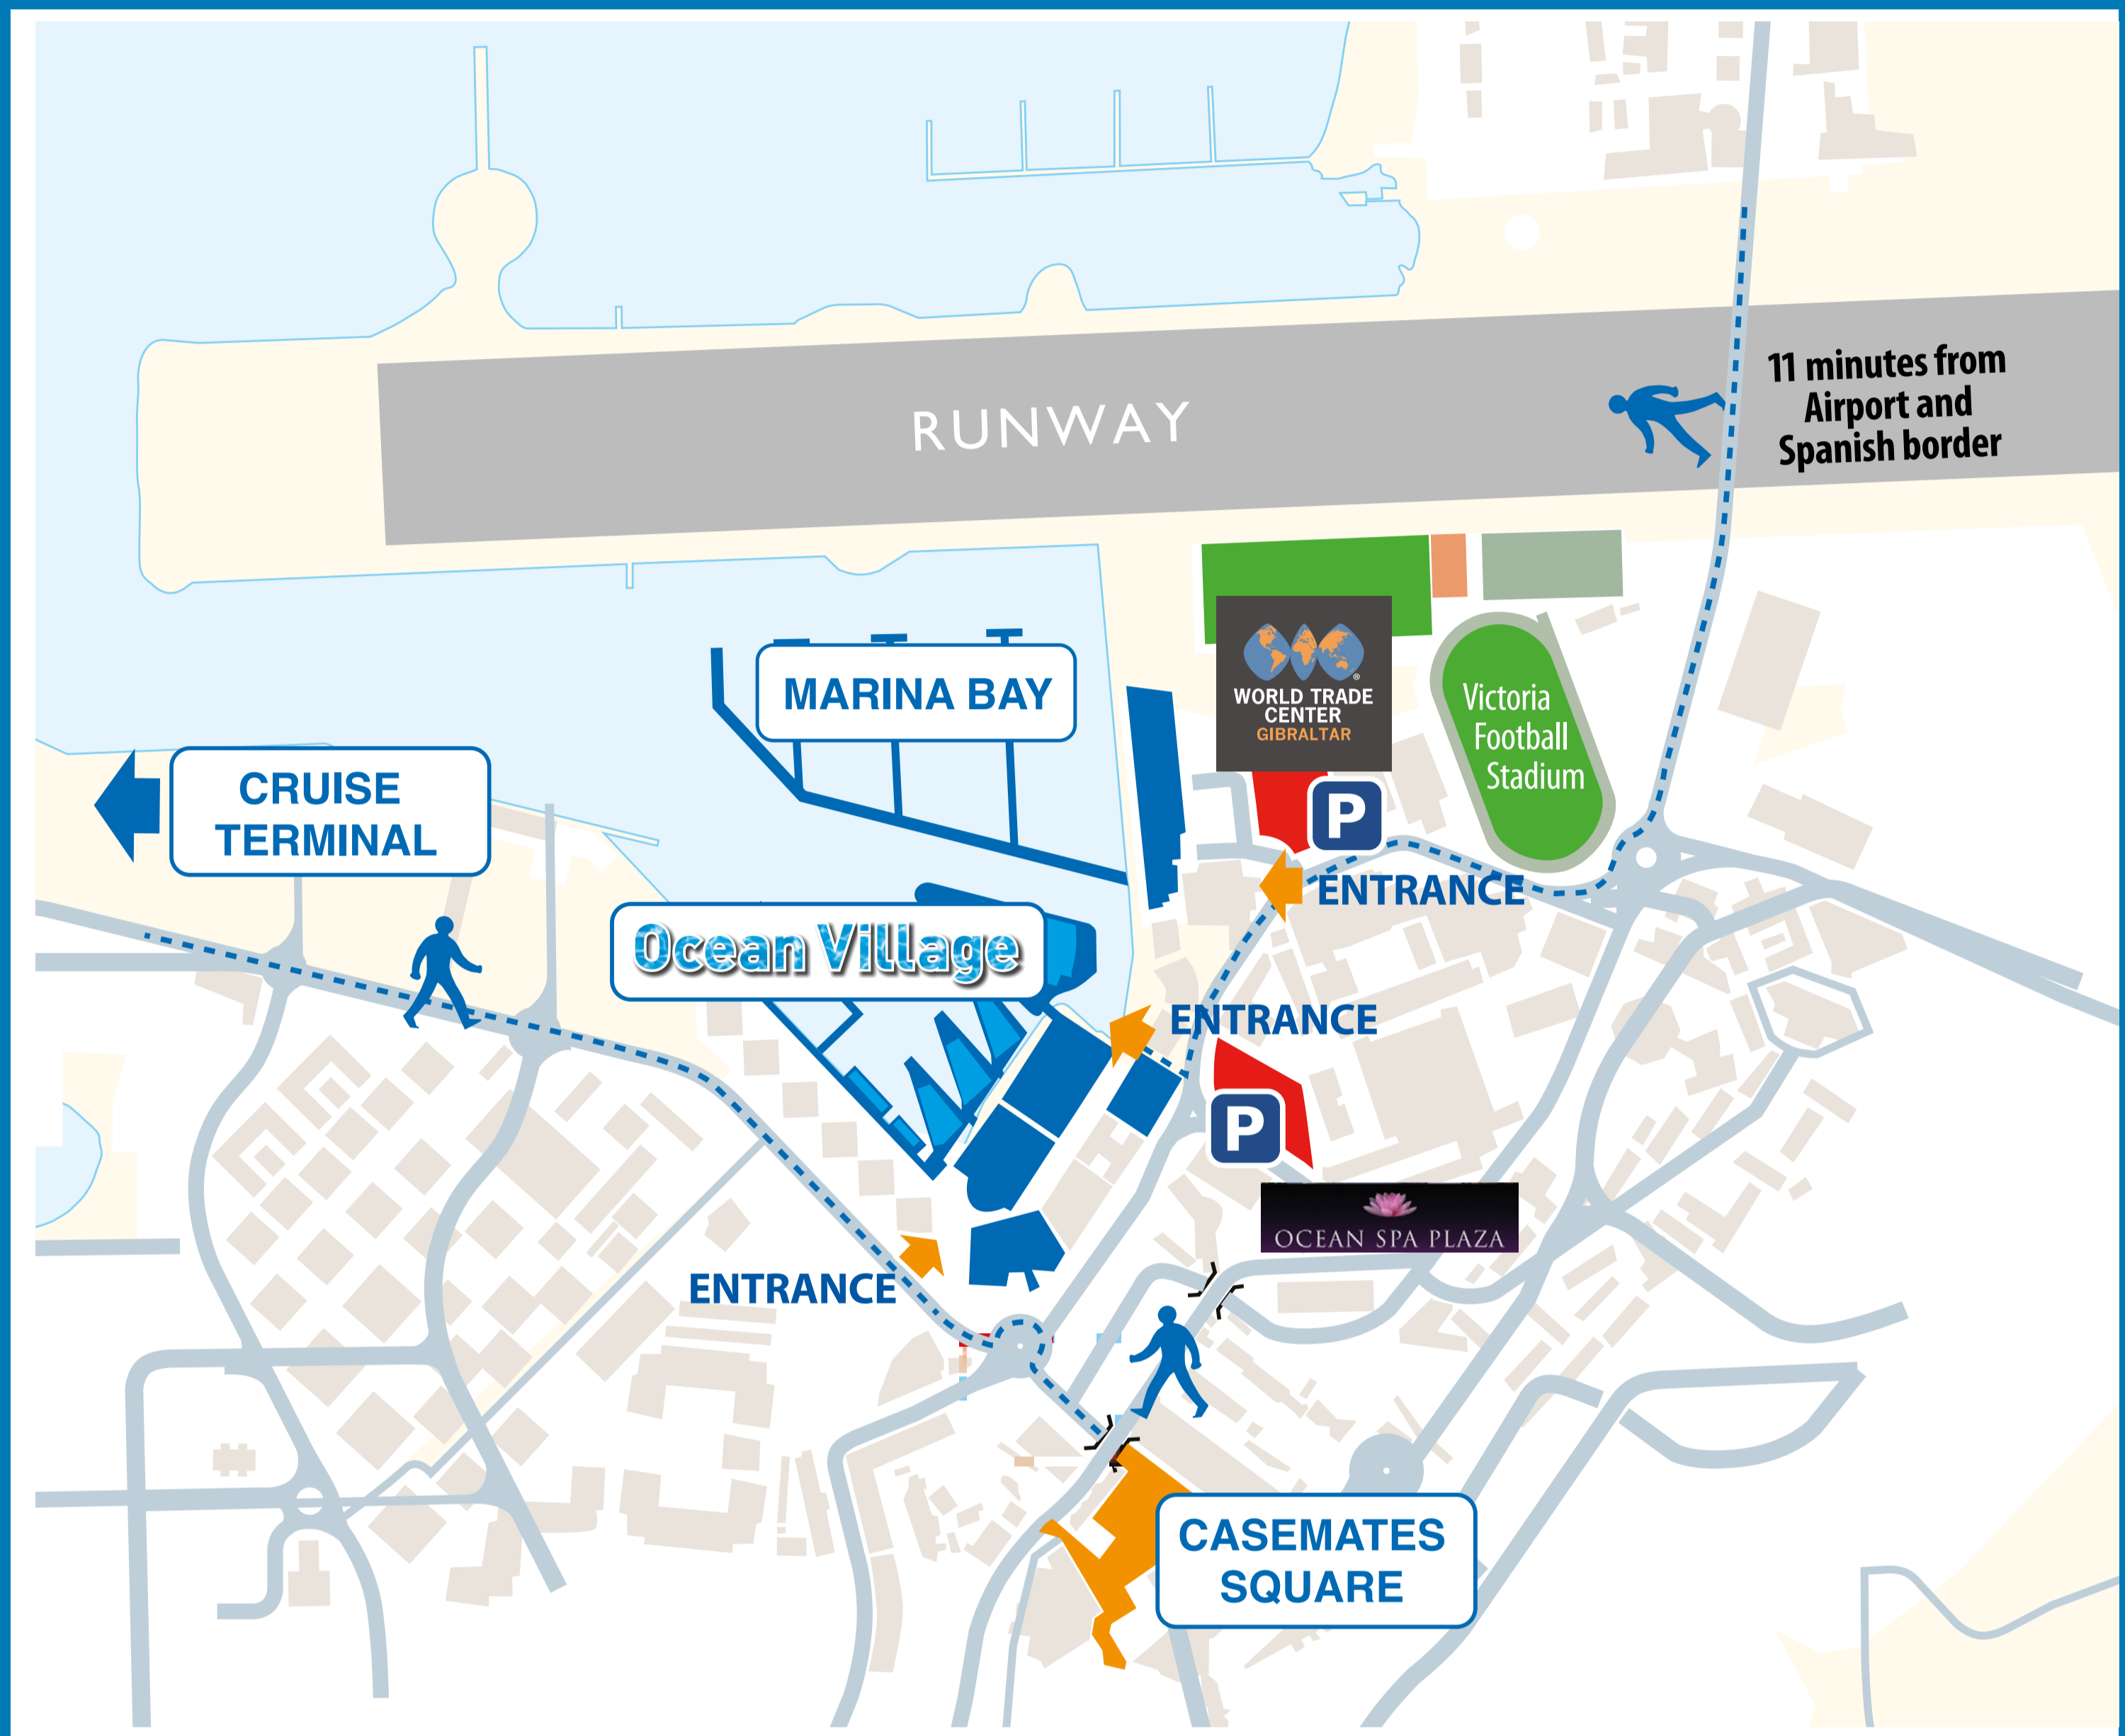 RUNWAY
11 minutes from
Airport and
Spanish border
WORLD TRADE
CENTER
GIBRALTAR
®
Victoria
Football
Stadium
MARINA BAY
CRUISE
TERMINAL
P
ENTRANCE
Ocean Village
ENTRANCE
P
OCEAN SPA PLAZA
ENTRANCE
CASEMATES
SQUARE